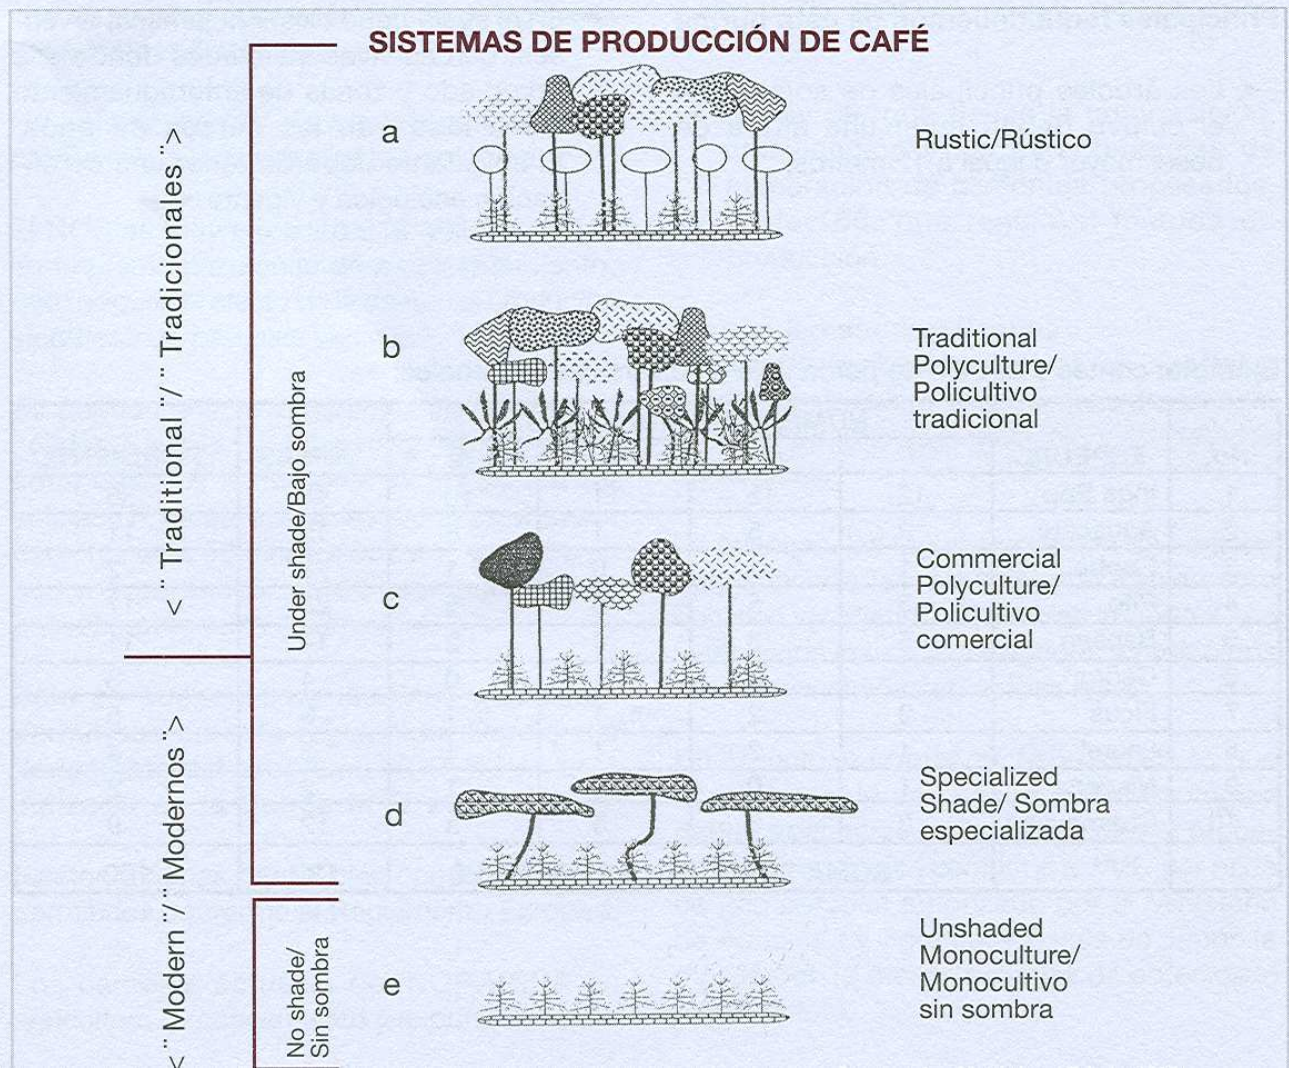 SISTEMAS DE PRODUCCIÓN DE CAFÉ
< ¨ Traditional ¨/ ¨ Tradicionales ¨>
< ¨ Modern ¨/ ¨ Modernos ¨>
Under shade/Bajo sombra
No shade/
Sin sombra
a
Rustic/Rústico
b
Traditional
Polyculture/
Policultivo
tradicional
c
Commercial
Polyculture/
Policultivo
comercial
d
Specialized
Shade/ Sombra
especializada
e
Unshaded
Monoculture/
Monocultivo
sin sombra